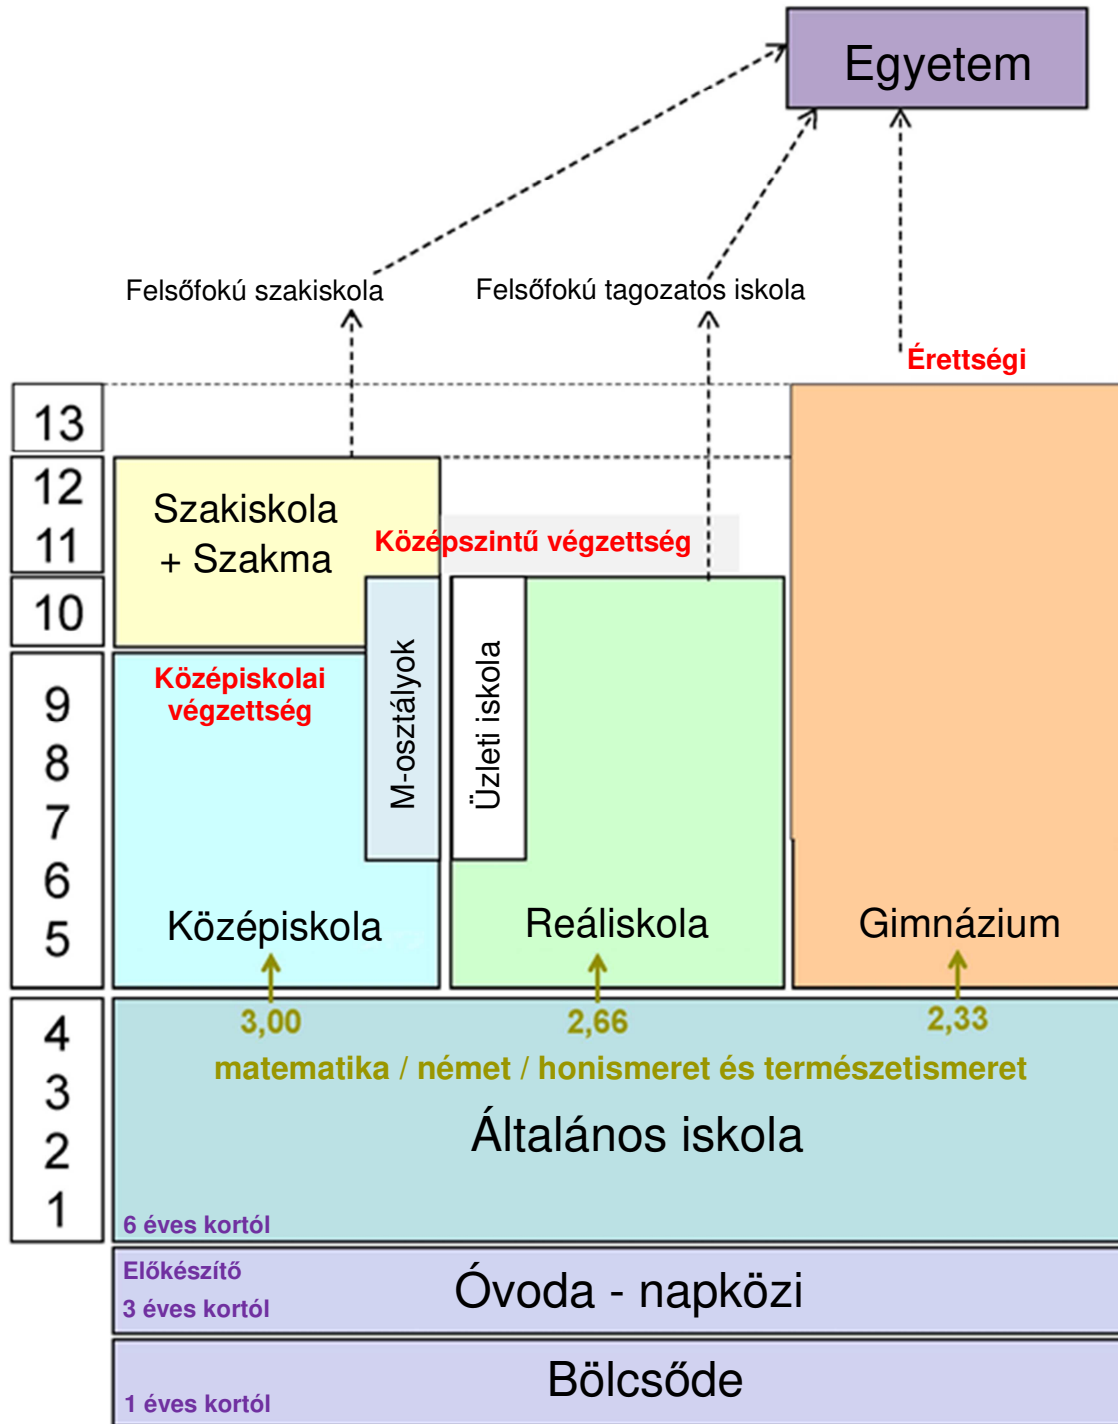 Egyetem
Felsőfokú szakiskola
Felsőfokú tagozatos iskola
Érettségi
13
12
11
10
9
8
7
6
5
4
3
2
1
Szakiskola
+ Szakma
Középszintű végzettség
Középiskolai
végzettség
M-osztályok
Üzleti iskola
Középiskola
Reáliskola
Gimnázium
3,00
2,66
2,33
matematika / német / honismeret és természetismeret
Általános iskola
6 éves kortól
Előkészítő
3 éves kortól
Óvoda - napközi
Bölcsőde
1 éves kortól